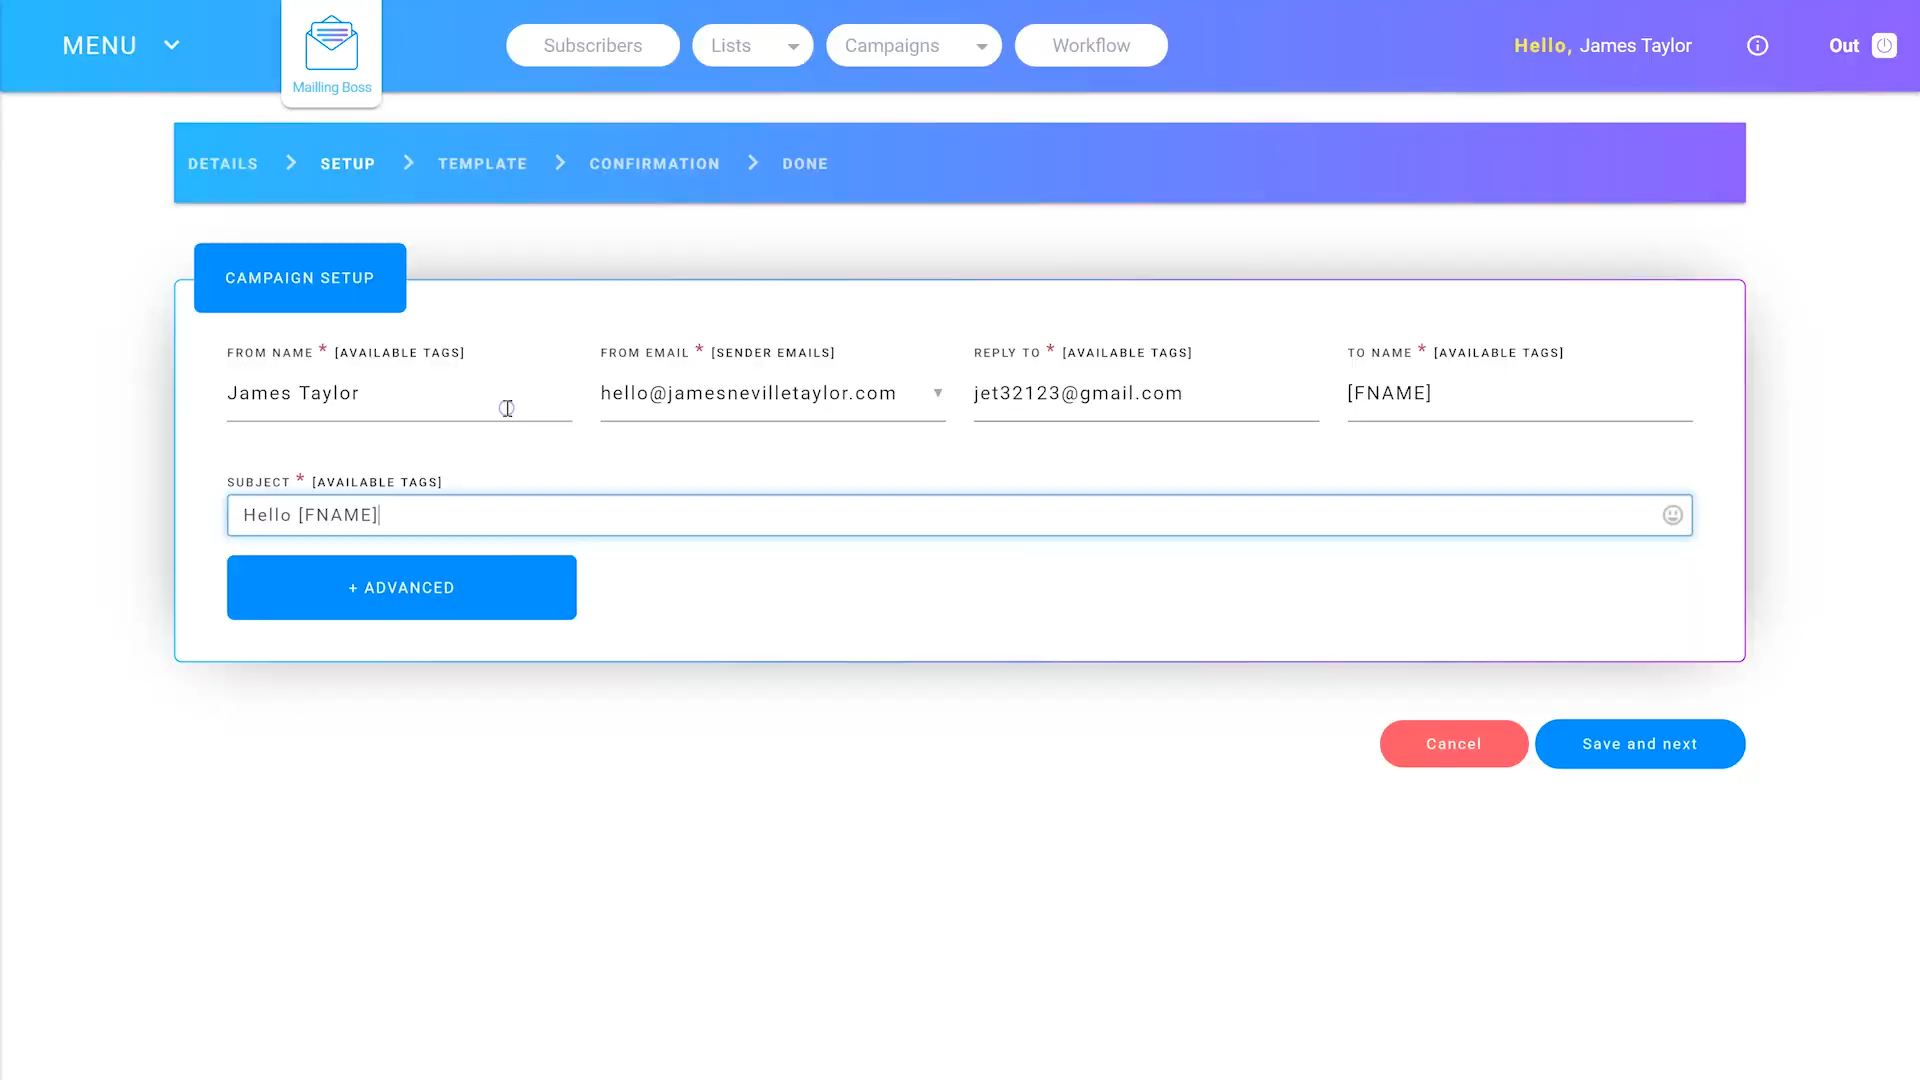 MENU
Mailling Boss
Subscribers
Lists
Campaigns
Workflow
Hello, James Taylor
Out
DETAILS
SETUP
TEMPLATE
CONFIRMATION
DONE
CAMPAIGN SETUP
FROM NAME * [AVAILABLE TAGS]
FROM EMAIL * [SENDER EMAILS]
REPLY TO * [AVAILABLE TAGS]
TO NAME * [AVAILABLE TAGS]
James Taylor
hello@jamesnevilletaylor.com
jet32123@gmail.com
[FNAME]
SUBJECT * [AVAILABLE TAGS]
Hello [FNAME]
+ ADVANCED
Cancel
Save and next